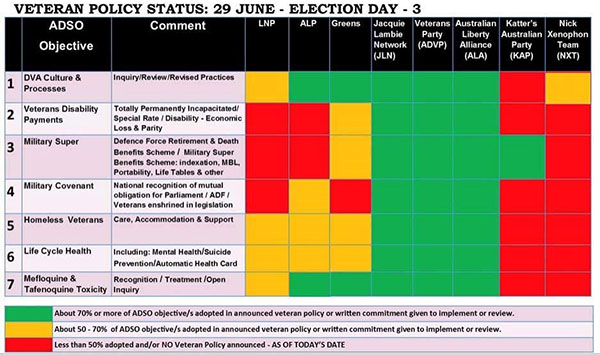 VETERAN POLICY STATUS: 29 JUNE - ELECTION DAY - 3
ADSO Objective
Comment
LNP
ALP
Greens
Jacquie Lambie Network (JLN)
Veterans Party (ADVP)
Australian Liberty Alliance (ALA)
Katter's Australian Party (KAP)
Nick Xenophon Team (NXT)
1
DVA Culture & Processes
Inquiry/Review/Revised Practices
2
Veterans Disability Payments
Totally Permanently Incapacitated/
Special Rate / Disability - Economic
Loss & Parity
3
Military Super
Defence Force Retirement & Death
Benefits Scheme / Military Super
Benefits Scheme: indexation, MBL,
Portability, Life Tables & other
4
Military Covenant
National recognition of mutual
obligation for Parliament / ADF /
Veterans enshrined in legislation
5
Homeless Veterans
Care, Accommodation & Support
6
Life Cycle Health
Including: Mental Health/Suicide
Prevention/Automatic Health Card
7
Mefloquine &
Tafenoquine Toxicity
Recognition / Treatment /Open
Inquiry
About 70% or more of ADSO objective/s adopted in announced veteran policy or written commitment given to implement or review.
About 50 - 70% of ADSO objective/s adopted in announced veteran policy or written commitment given to implement or review.
Less than 50% adopted and/or NO Veteran Policy announced - AS OF TODAY'S DATE